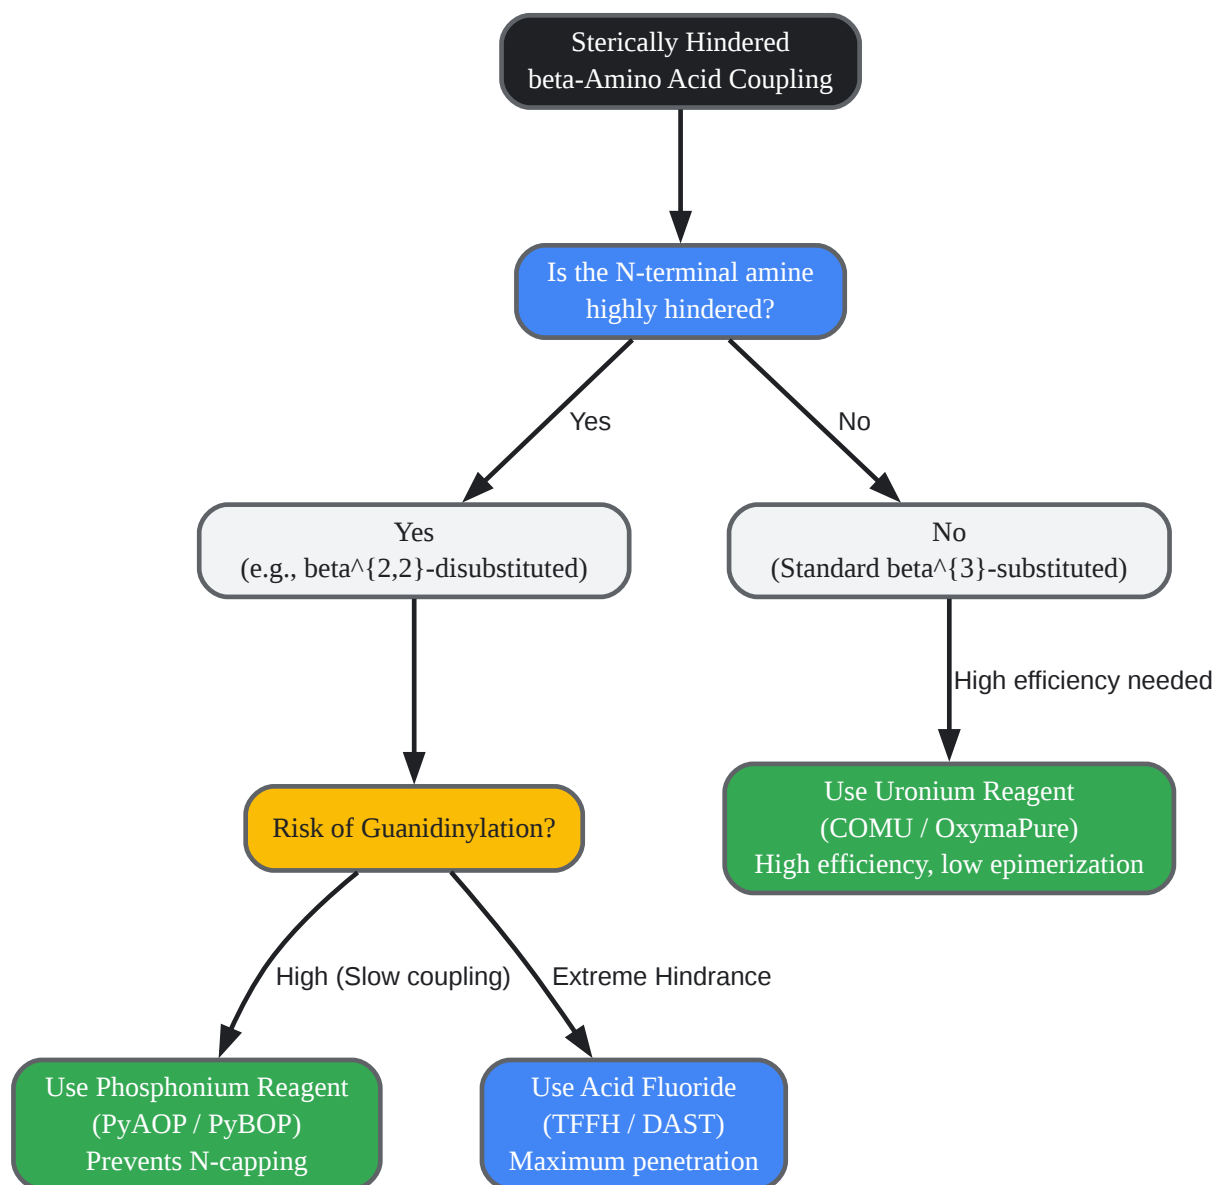 Sterically Hindered
beta-Amino Acid Coupling
Is the N-terminal amine
highly hindered?
Yes
No
Yes
(e.g., beta^{2,2}-disubstituted)
No
(Standard beta^{3}-substituted)
High efficiency needed
Risk of Guanidinylation?
Use Uronium Reagent
(COMU / OxymaPure)
High efficiency, low epimerization
High (Slow coupling)
Extreme Hindrance
Use Phosphonium Reagent
(PyAOP / PyBOP)
Prevents N-capping
Use Acid Fluoride
(TFFH / DAST)
Maximum penetration